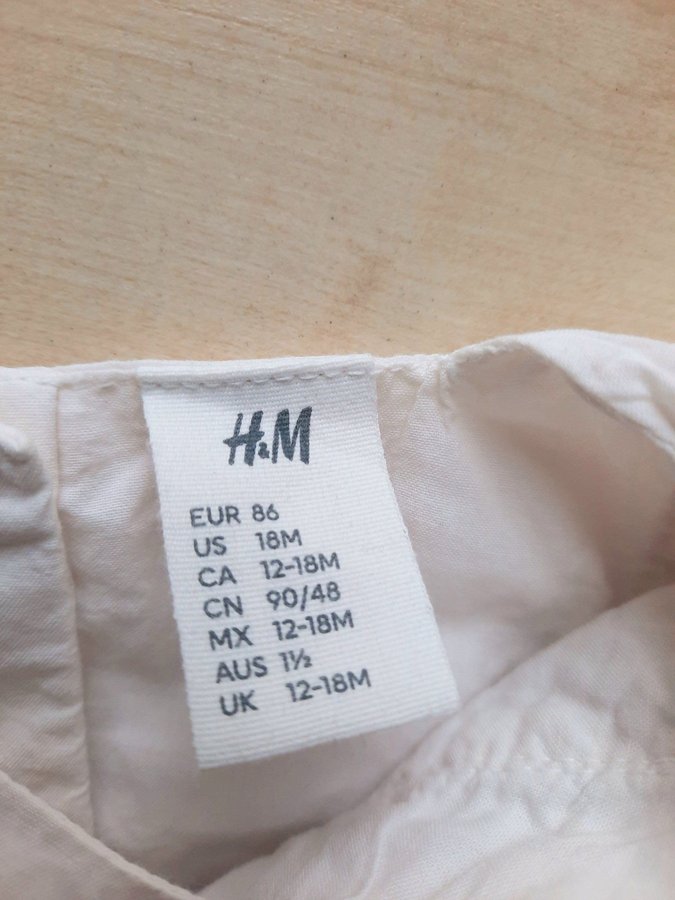 H&M
EUR 86
US 18M
CA 12-18M
CN 90/48
MX 12-18M
AUS 1½
UK 12-18M